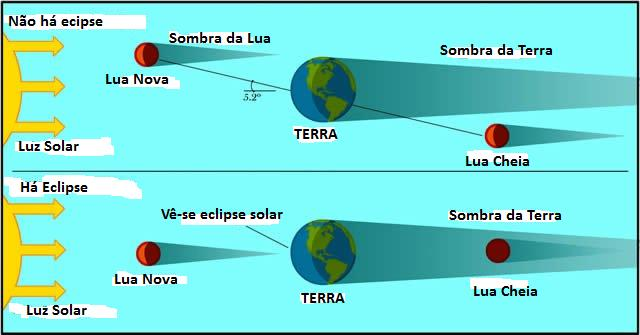 Não há ecipse
Sombra da Lua
Sombra da Terra
Lua Nova
5.2°
TERRA
Luz Solar
Lua Cheia
Há Eclipse
Vê-se eclipse solar
Sombra da Terra
Lua Nova
TERRA
Lua Cheia
Luz Solar